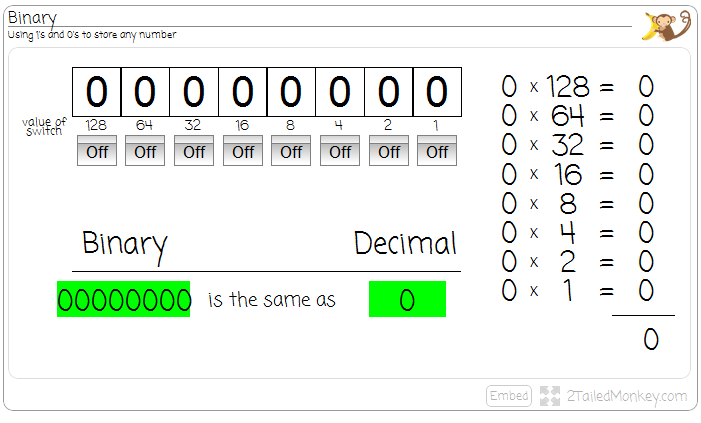 Binary
Using 1's and 0's to store any number
0 0 0 0 0 0 0 0
value of switch 128 64 32 16 8 4 2 1
Off Off Off Off Off Off Off Off
Binary Decimal
00000000 is the same as 0
0 x 128 = 0
0 x 64 = 0
0 x 32 = 0
0 x 16 = 0
0 x 8 = 0
0 x 4 = 0
0 x 2 = 0
0 x 1 = 0
0
Embed 2TailedMonkey.com